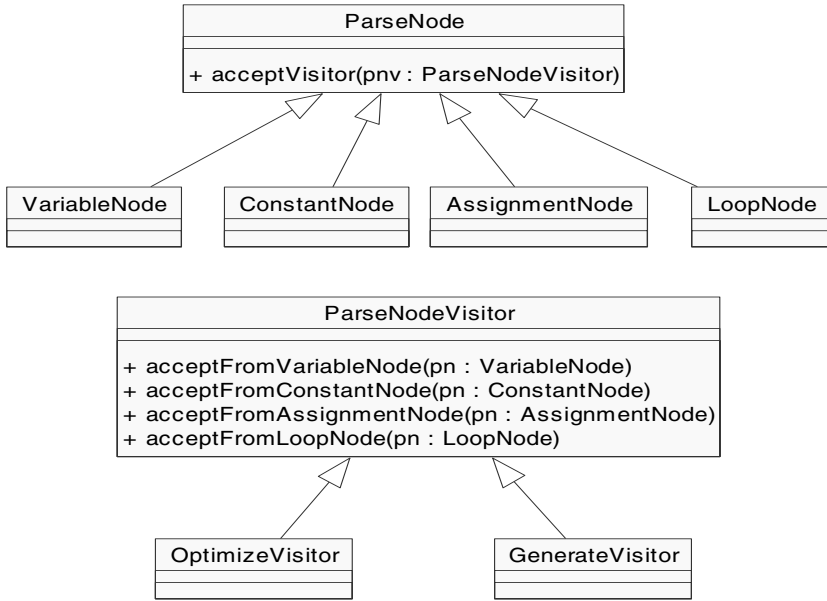 ParseNode
+ acceptVisitor(pnv : ParseNodeVisitor)
VariableNode
ConstantNode
AssignmentNode
LoopNode
ParseNodeVisitor
+ acceptFromVariableNode(pn : VariableNode)
+ acceptFromConstantNode(pn : ConstantNode)
+ acceptFromAssignmentNode(pn : AssignmentNode)
+ acceptFromLoopNode(pn : LoopNode)
OptimizeVisitor
GenerateVisitor